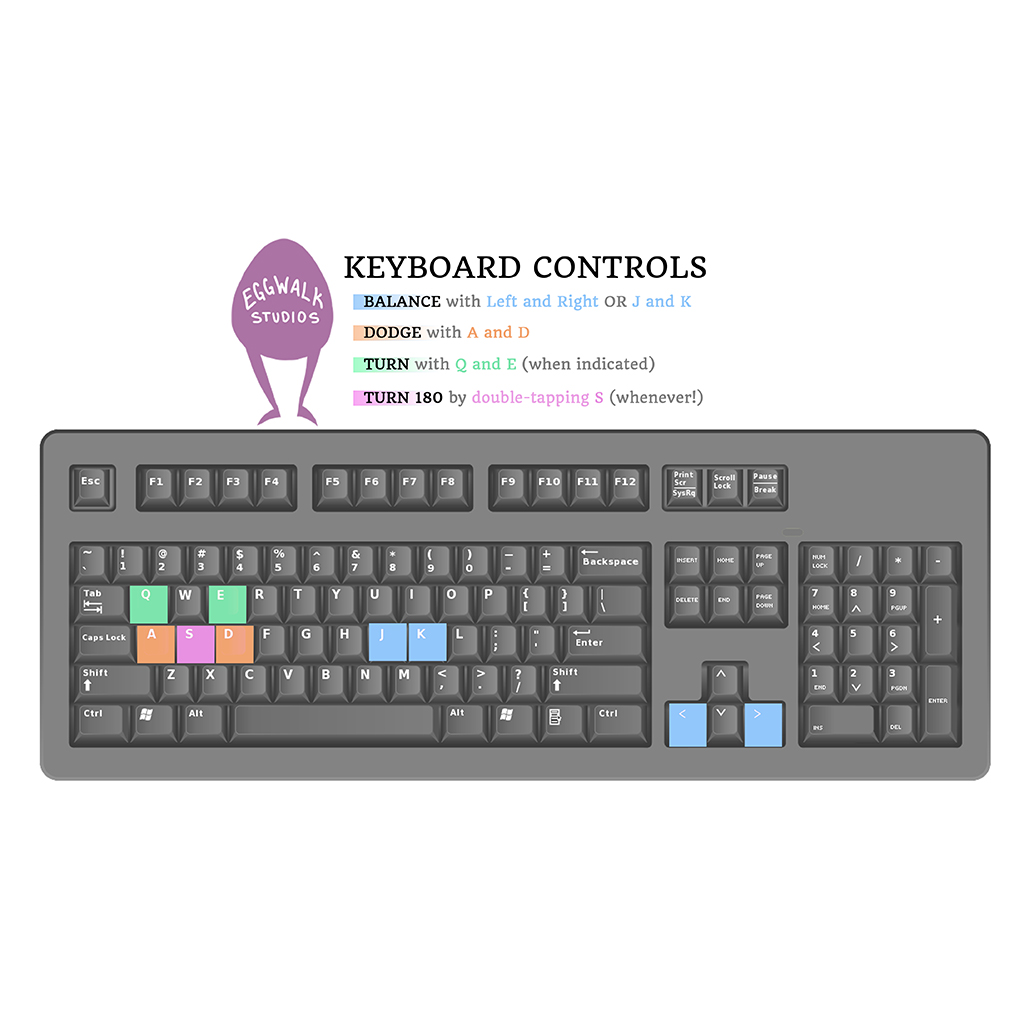 EGGWALK
STUDIOS
KEYBOARD CONTROLS
BALANCE with Left and Right OR J and K
DODGE with A and D
TURN with Q and E (when indicated)
TURN 180 by double-tapping S (whenever!)
Esc F1 F2 F3 F4 F5 F6 F7 F8 F9 F10 F11 F12 Print Scr SysRq Scroll Lock Pause Break
~ ` ! 1 @ 2 # 3 $ 4 % 5 ^ 6 & 7 * 8 ( 9 ) 0 _ - + = Backspace INSERT HOME PAGE UP NUM LOCK / * -
Tab Q W E R T Y U I O P { [ } ] | \ DELETE END PAGE DOWN 7 HOME 8 9 PGUP +
Caps Lock A S D F G H J K L : ; " ' Enter 4 5 6
Shift Z X C V B N M < , > . ? / Shift 1 END 2 3 PGDN ENTER
Ctrl Alt Alt Ctrl INS DEL